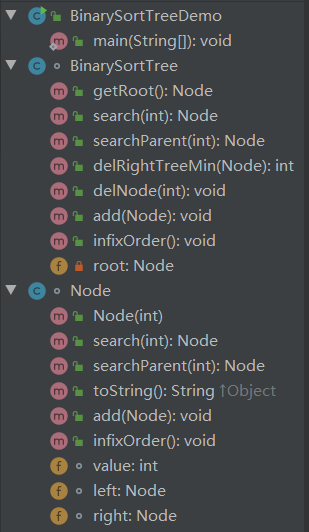 BinarySortTreeDemo
main(String[]): void
BinarySortTree
getRoot(): Node
search(int): Node
searchParent(int): Node
delRightTreeMin(Node): int
delNode(int): void
add(Node): void
infixOrder(): void
root: Node
Node
Node(int)
search(int): Node
searchParent(int): Node
toString(): String ↑Object
add(Node): void
infixOrder(): void
value: int
left: Node
right: Node